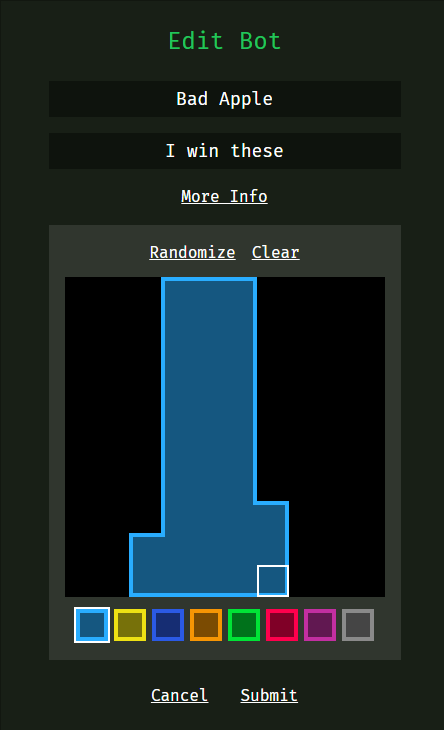 Edit Bot
Bad Apple
I win these
More Info
Randomize Clear
Cancel Submit